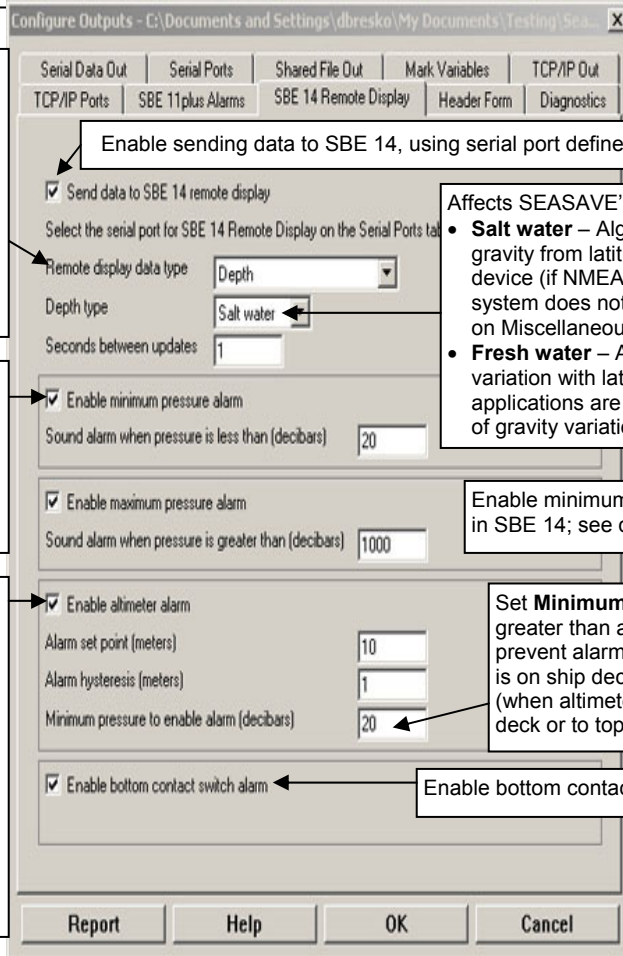 Configure Outputs - C:\Documents and Settings\dbresko\My Documents\Testing\Sea... X
Serial Data Out Serial Ports Shared File Out Mark Variables TCP/IP Out
TCP/IP Ports SBE 11plus Alarms SBE 14 Remote Display Header Form Diagnostics
Enable sending data to SBE 14, using serial port define
Send data to SBE 14 remote display
Select the serial port for SBE 14 Remote Display on the Serial Ports tab
Remote display data type Depth
Depth type Salt water
Seconds between updates 1
Affects SEASAVE'
• Salt water – Alg
gravity from latit
device (if NMEA
system does not
on Miscellaneou
• Fresh water – A
variation with lat
applications are
of gravity variati
Enable minimum pressure alarm
Sound alarm when pressure is less than (decibars) 20
Enable maximum pressure alarm
Sound alarm when pressure is greater than (decibars) 1000
Enable minimum
in SBE 14; see
Enable altimeter alarm
Alarm set point (meters) 10
Alarm hysteresis (meters) 1
Minimum pressure to enable alarm (decibars) 20
Set Minimum
greater than a
prevent alarm
is on ship dec
(when altimete
deck or to top
Enable bottom contact switch alarm
Enable bottom contac
Report Help OK Cancel